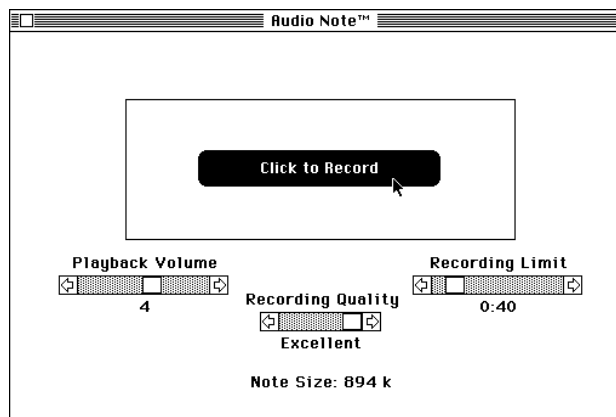 Audio Note™
Click to Record
Playback Volume
4
Recording Limit
0:40
Recording Quality
Excellent
Note Size: 894 k